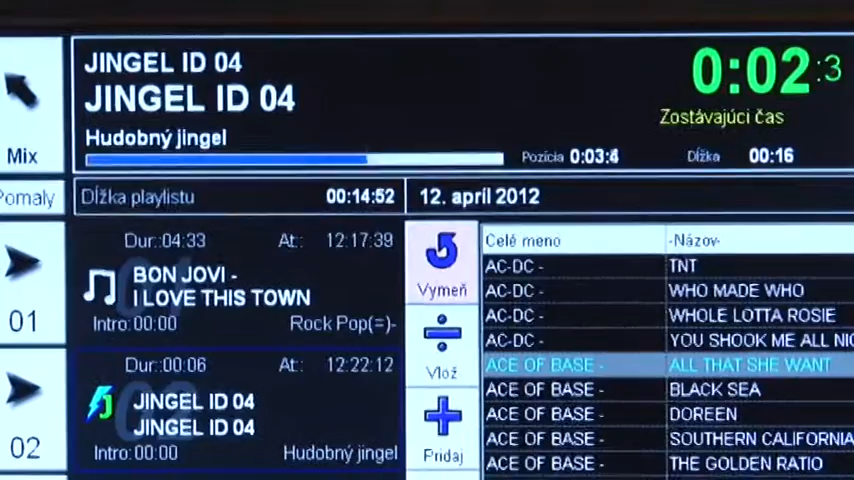 JINGEL ID 04
JINGEL ID 04
Hudobný jingel
0:02:3
Zostávajúci čas
Pozícia 0:03:4
Dĺžka 00:16
Mix
Pomaly
Dĺžka playlistu 00:14:52
12. apríl 2012
Dur::04:33 At:: 12:17:39
BON JOVI -
I LOVE THIS TOWN
Intro:00:00 Rock Pop(=)-
01
Dur::00:06 At:: 12:22:12
JINGEL ID 04
JINGEL ID 04
Intro:00:00 Hudobný jingel
02
Vymeň
Vlož
Pridaj
Celé meno -Názov-
AC-DC - TNT
AC-DC - WHO MADE WHO
AC-DC - WHOLE LOTTA ROSIE
AC-DC - YOU SHOOK ME ALL NIG
ACE OF BASE - ALL THAT SHE WANT
ACE OF BASE - BLACK SEA
ACE OF BASE - DOREEN
ACE OF BASE - SOUTHERN CALIFORNIA
ACE OF BASE - THE GOLDEN RATIO